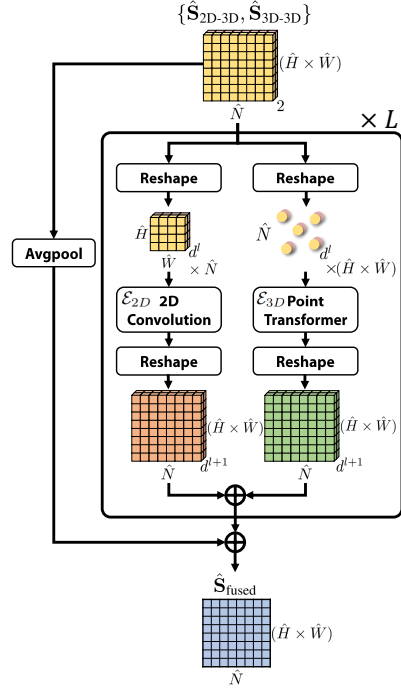 {Ŝ2D-3D, Ŝ3D-3D}
(Ĥ × Ŵ)
2
N̂
× L
Reshape
Reshape
Ĥ
d^l
Ŵ
× N̂
N̂
d^l
×(Ĥ × Ŵ)
Avgpool
ℰ2D 2D
Convolution
ℰ3D Point
Transformer
Reshape
Reshape
(Ĥ × Ŵ)
d^{l+1}
N̂
(Ĥ × Ŵ)
d^{l+1}
N̂
Ŝfused
(Ĥ × Ŵ)
N̂